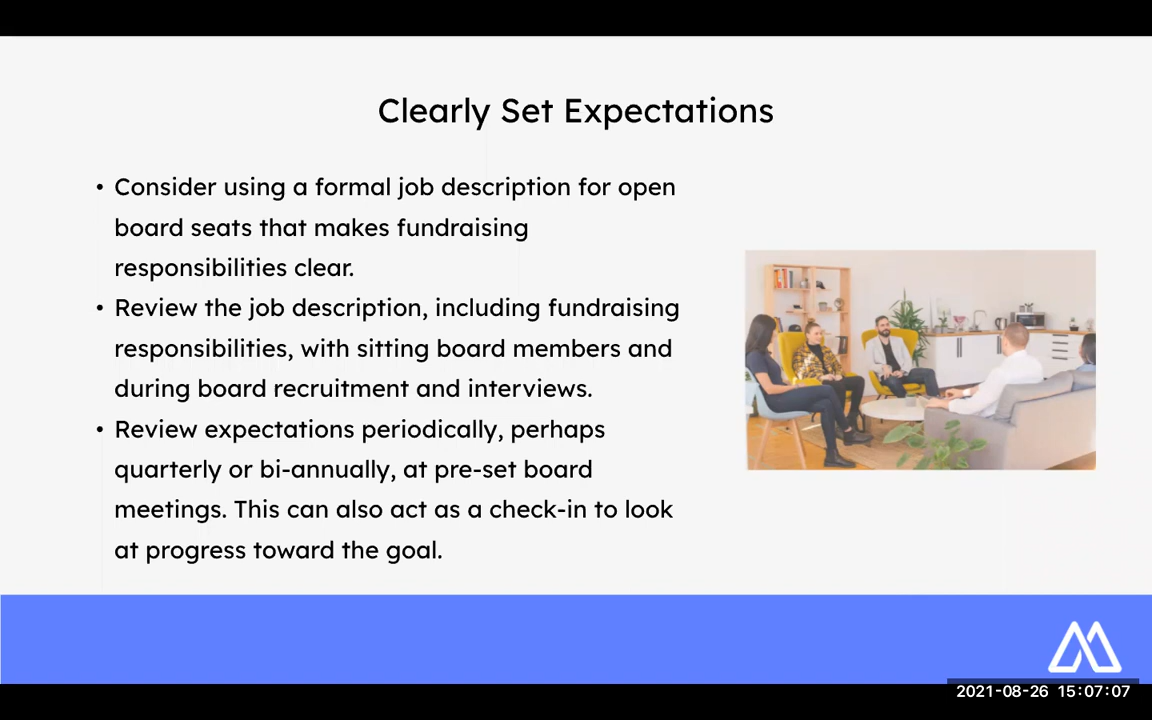 Clearly Set Expectations
• Consider using a formal job description for open
board seats that makes fundraising
responsibilities clear.
• Review the job description, including fundraising
responsibilities, with sitting board members and
during board recruitment and interviews.
• Review expectations periodically, perhaps
quarterly or bi-annually, at pre-set board
meetings. This can also act as a check-in to look
at progress toward the goal.
2021-08-26 15:07:07